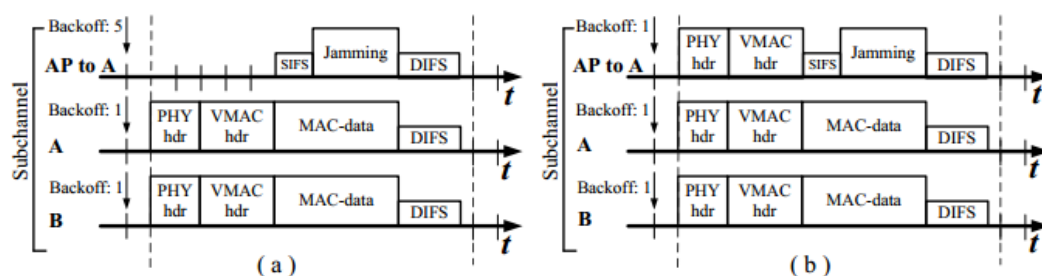 Subchannel
Backoff: 5
AP to A
SIFS
Jamming
DIFS
t
Backoff: 1
A
PHY
hdr
VMAC
hdr
MAC-data
DIFS
t
Backoff: 1
B
PHY
hdr
VMAC
hdr
MAC-data
DIFS
t
( a )
Subchannel
Backoff: 1
AP to A
PHY
hdr
VMAC
hdr
SIFS
Jamming
DIFS
t
Backoff: 1
A
PHY
hdr
VMAC
hdr
MAC-data
DIFS
t
Backoff: 1
B
PHY
hdr
VMAC
hdr
MAC-data
DIFS
t
( b )